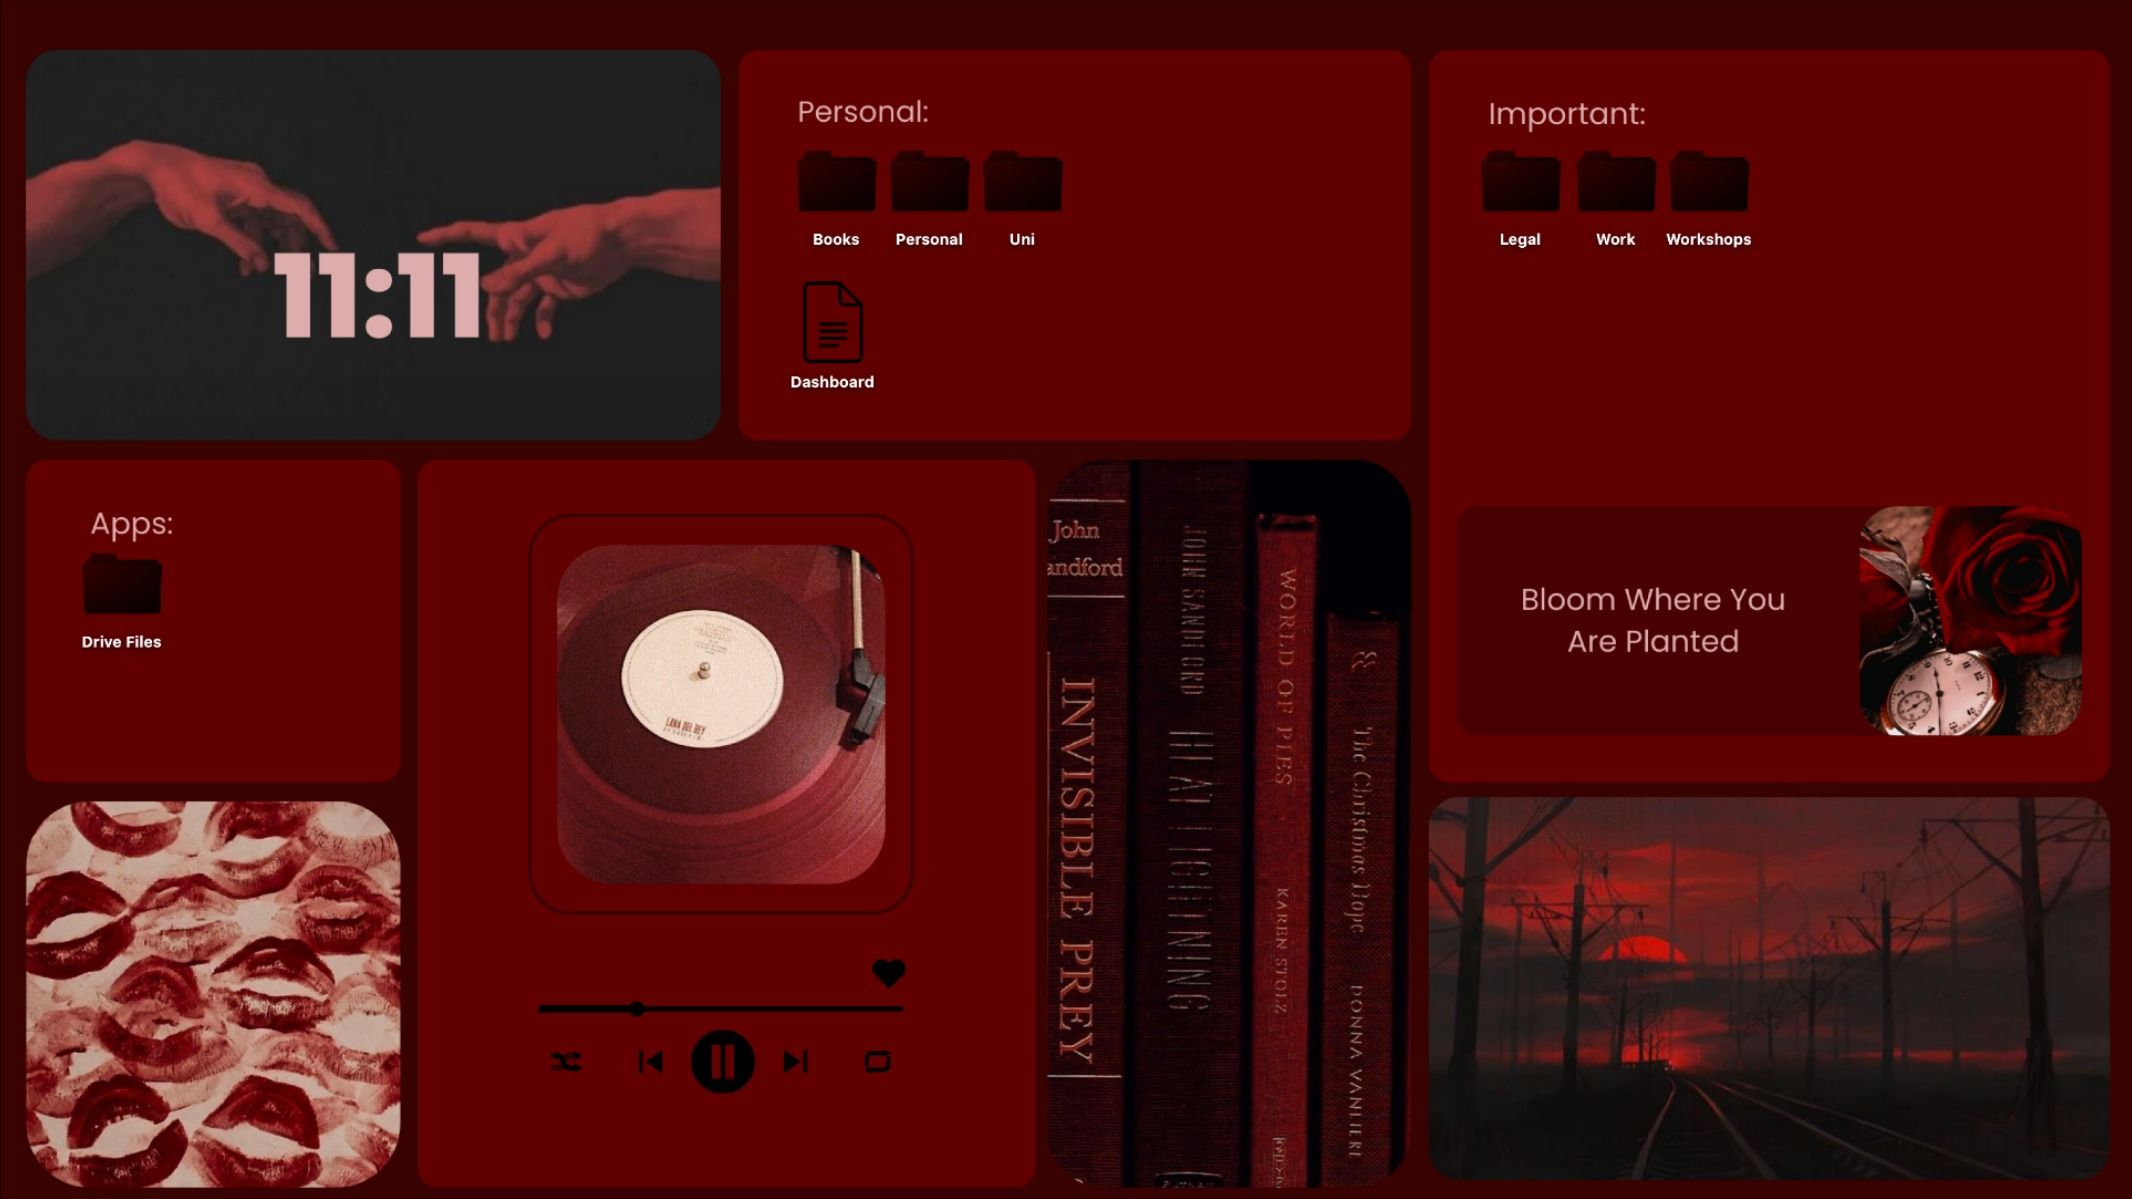 11:11
Personal:
Books
Personal
Uni
Dashboard
Important:
Legal
Work
Workshops
Apps:
Drive Files
LANA DEL REY
John
andford
INVISIBLE PREY
JOHN SANDFORD HEAT LIGHTNING
WORLD OF PIES KAREN STOLZ
The Christmas Hope DONNA VANLIERE
Bloom Where You
Are Planted